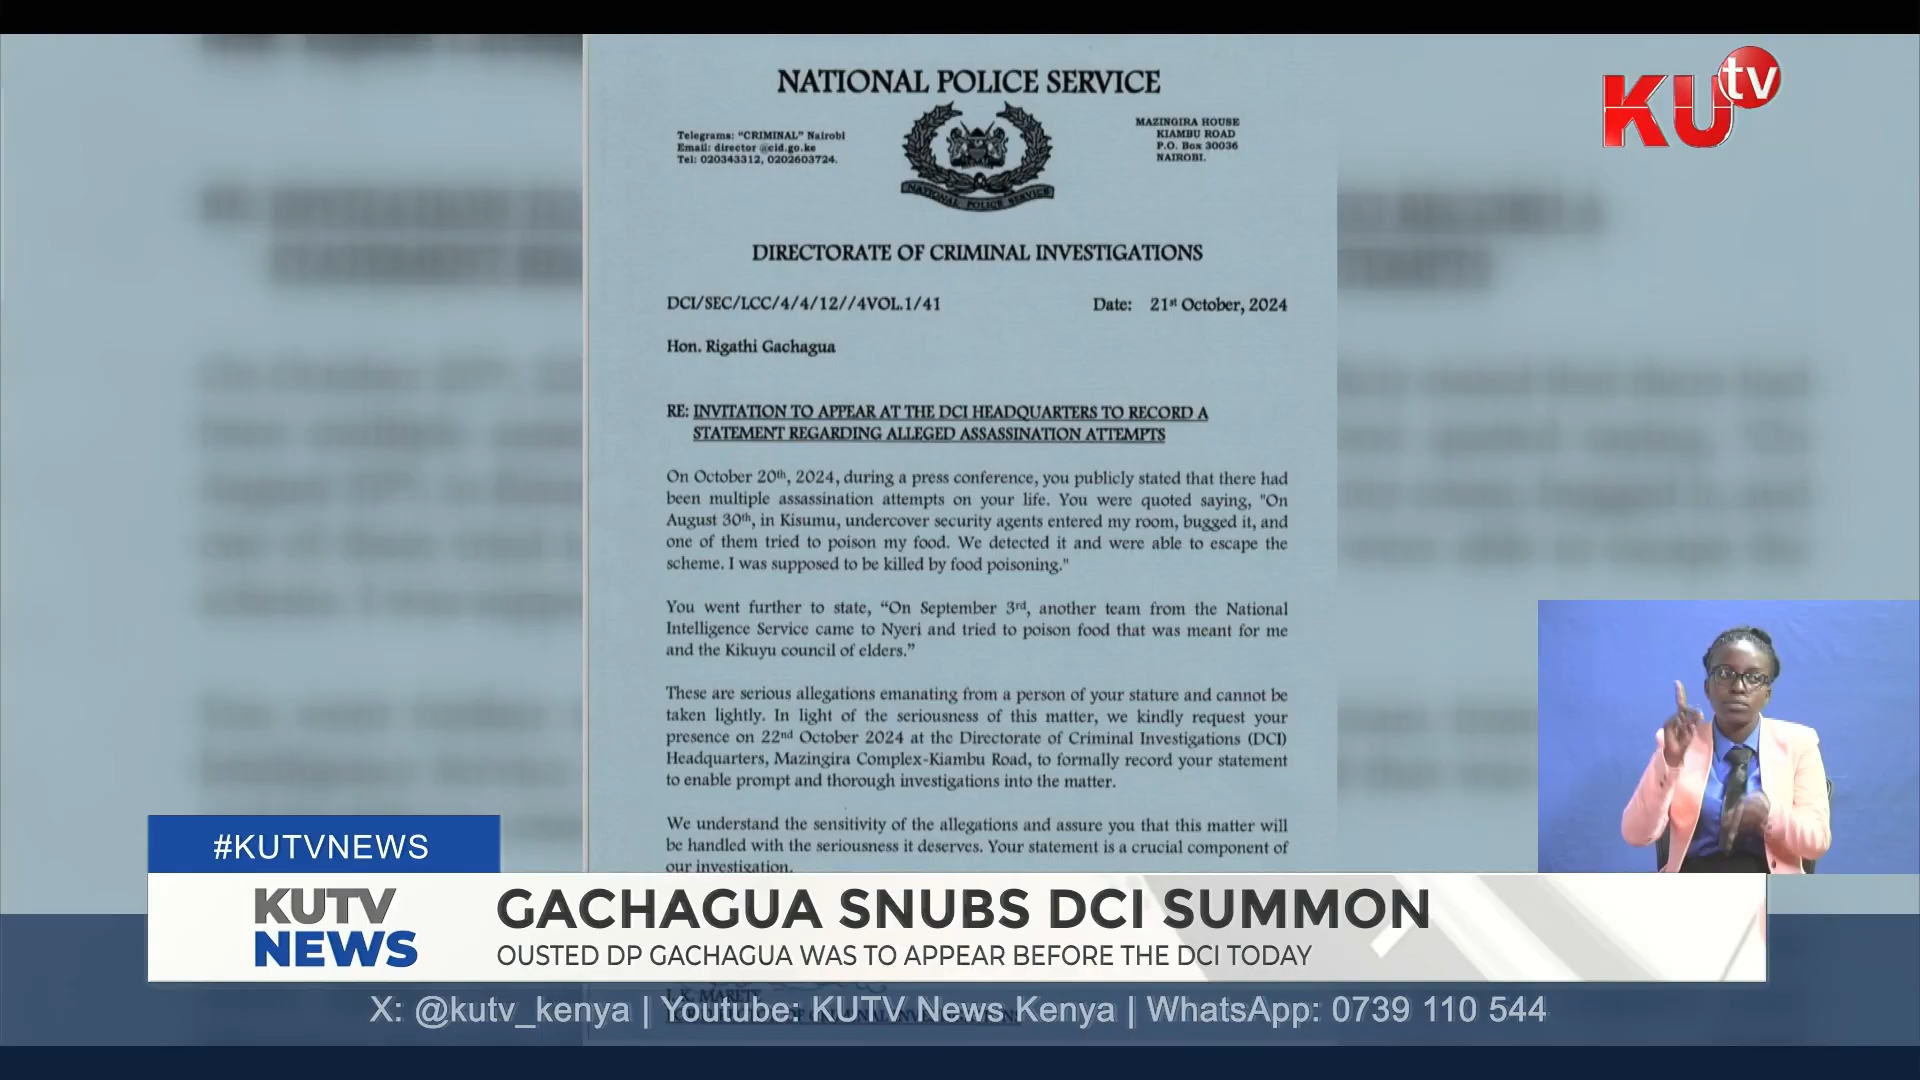 NATIONAL POLICE SERVICE
Telegrams: “CRIMINAL” Nairobi
Email: director @cid.go.ke
Tel: 020343312, 0202603724.
MAZINGIRA HOUSE
KIAMBU ROAD
P.O. Box 30036
NAIROBI.
NATIONAL POLICE SERVICE
KUtv
DIRECTORATE OF CRIMINAL INVESTIGATIONS
DCI/SEC/LCC/4/4/12//4VOL.1/41
Date: 21st October, 2024
Hon. Rigathi Gachagua
RE: INVITATION TO APPEAR AT THE DCI HEADQUARTERS TO RECORD A
STATEMENT REGARDING ALLEGED ASSASSINATION ATTEMPTS
On October 20th, 2024, during a press conference, you publicly stated that there had
been multiple assassination attempts on your life. You were quoted saying, "On
August 30th, in Kisumu, undercover security agents entered my room, bugged it, and
one of them tried to poison my food. We detected it and were able to escape the
scheme. I was supposed to be killed by food poisoning."
You went further to state, “On September 3rd, another team from the National
Intelligence Service came to Nyeri and tried to poison food that was meant for me
and the Kikuyu council of elders.”
These are serious allegations emanating from a person of your stature and cannot be
taken lightly. In light of the seriousness of this matter, we kindly request your
presence on 22nd October 2024 at the Directorate of Criminal Investigations (DCI)
Headquarters, Mazingira Complex-Kiambu Road, to formally record your statement
to enable prompt and thorough investigations into the matter.
We understand the sensitivity of the allegations and assure you that this matter will
be handled with the seriousness it deserves. Your statement is a crucial component of
our investigation.
#KUTVNEWS
KUTV
NEWS
GACHAGUA SNUBS DCI SUMMON
OUSTED DP GACHAGUA WAS TO APPEAR BEFORE THE DCI TODAY
X: @kutv_kenya | Youtube: KUTV News Kenya | WhatsApp: 0739 110 544